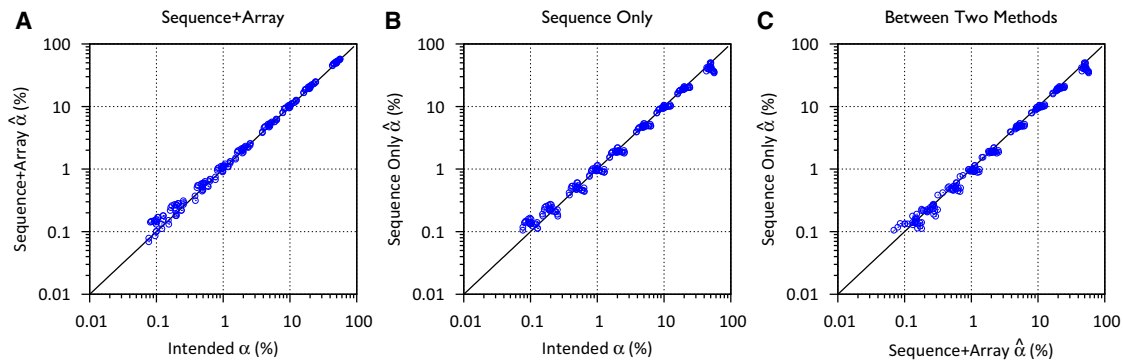 A Sequence+Array
Sequence+Array α̂ (%)
100
10
1
0.1
0.01
0.01 0.1 1 10 100
Intended α (%)
B Sequence Only
Sequence Only α̂ (%)
100
10
1
0.1
0.01
0.01 0.1 1 10 100
Intended α (%)
C Between Two Methods
Sequence Only α̂ (%)
100
10
1
0.1
0.01
0.01 0.1 1 10 100
Sequence+Array α̂ (%)